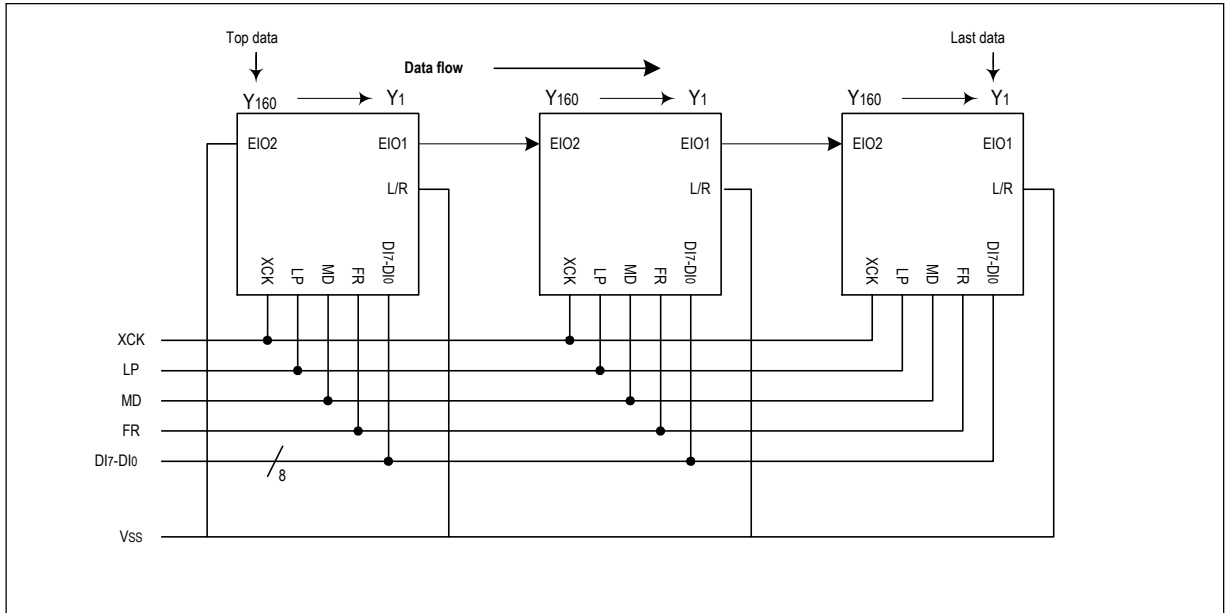 Top data
Last data
Data flow
Y160 Y1
Y160 Y1
Y160 Y1
EIO2 EIO1
EIO2 EIO1
EIO2 EIO1
L/R
L/R
L/R
XCK LP MD FR DI7-DI0
XCK LP MD FR DI7-DI0
XCK LP MD FR DI7-DI0
XCK
LP
MD
FR
DI7-DI0
8
VSS